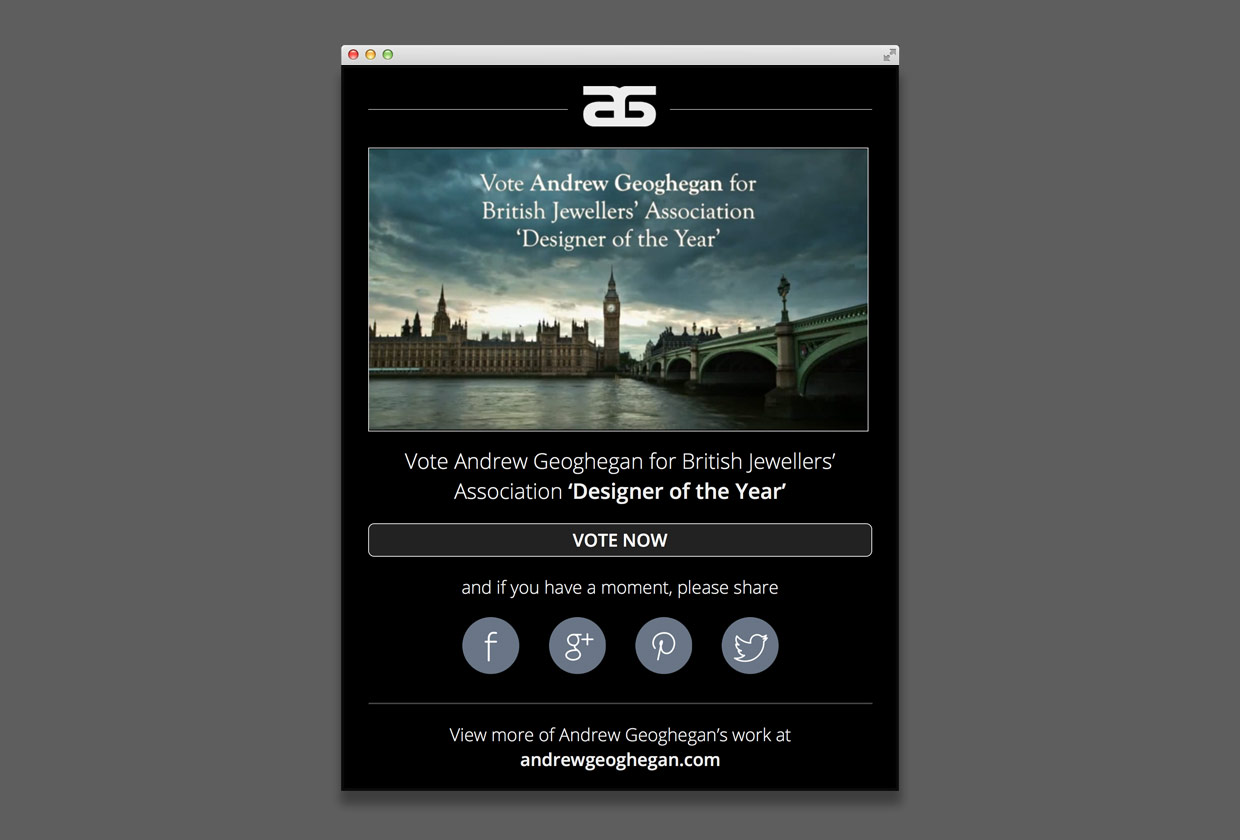 aG
Vote Andrew Geoghegan for
British Jewellers’ Association
‘Designer of the Year’
Vote Andrew Geoghegan for British Jewellers’
Association ‘Designer of the Year’
VOTE NOW
and if you have a moment, please share
f g+ p
View more of Andrew Geoghegan’s work at
andrewgeoghegan.com